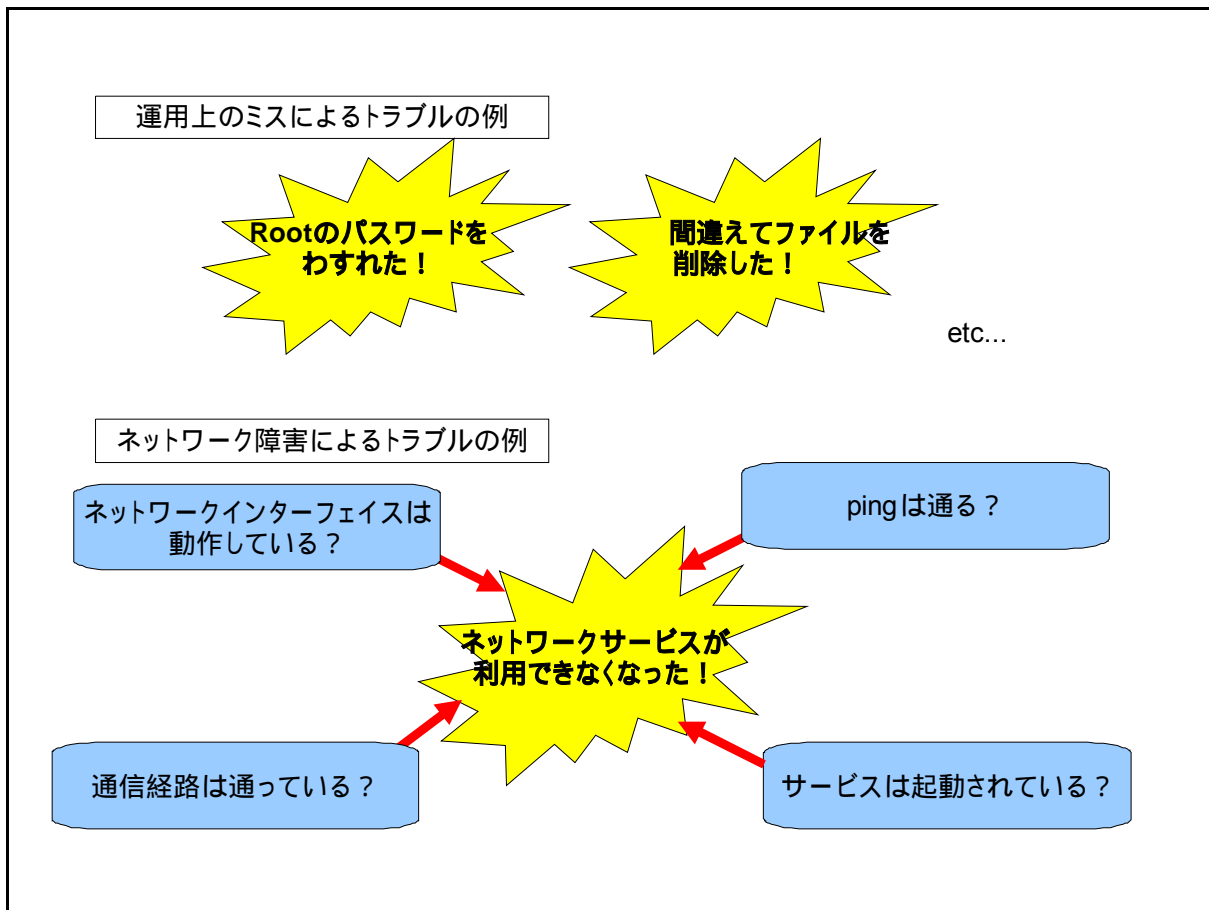 運用上のミスによるトラブルの例
Rootのパスワードを
わすれた！
間違えてファイルを
削除した！
etc...
ネットワーク障害によるトラブルの例
ネットワークインターフェイスは
動作している？
pingは通る？
ネットワークサービスが
利用できなくなった！
通信経路は通っている？
サービスは起動されている？